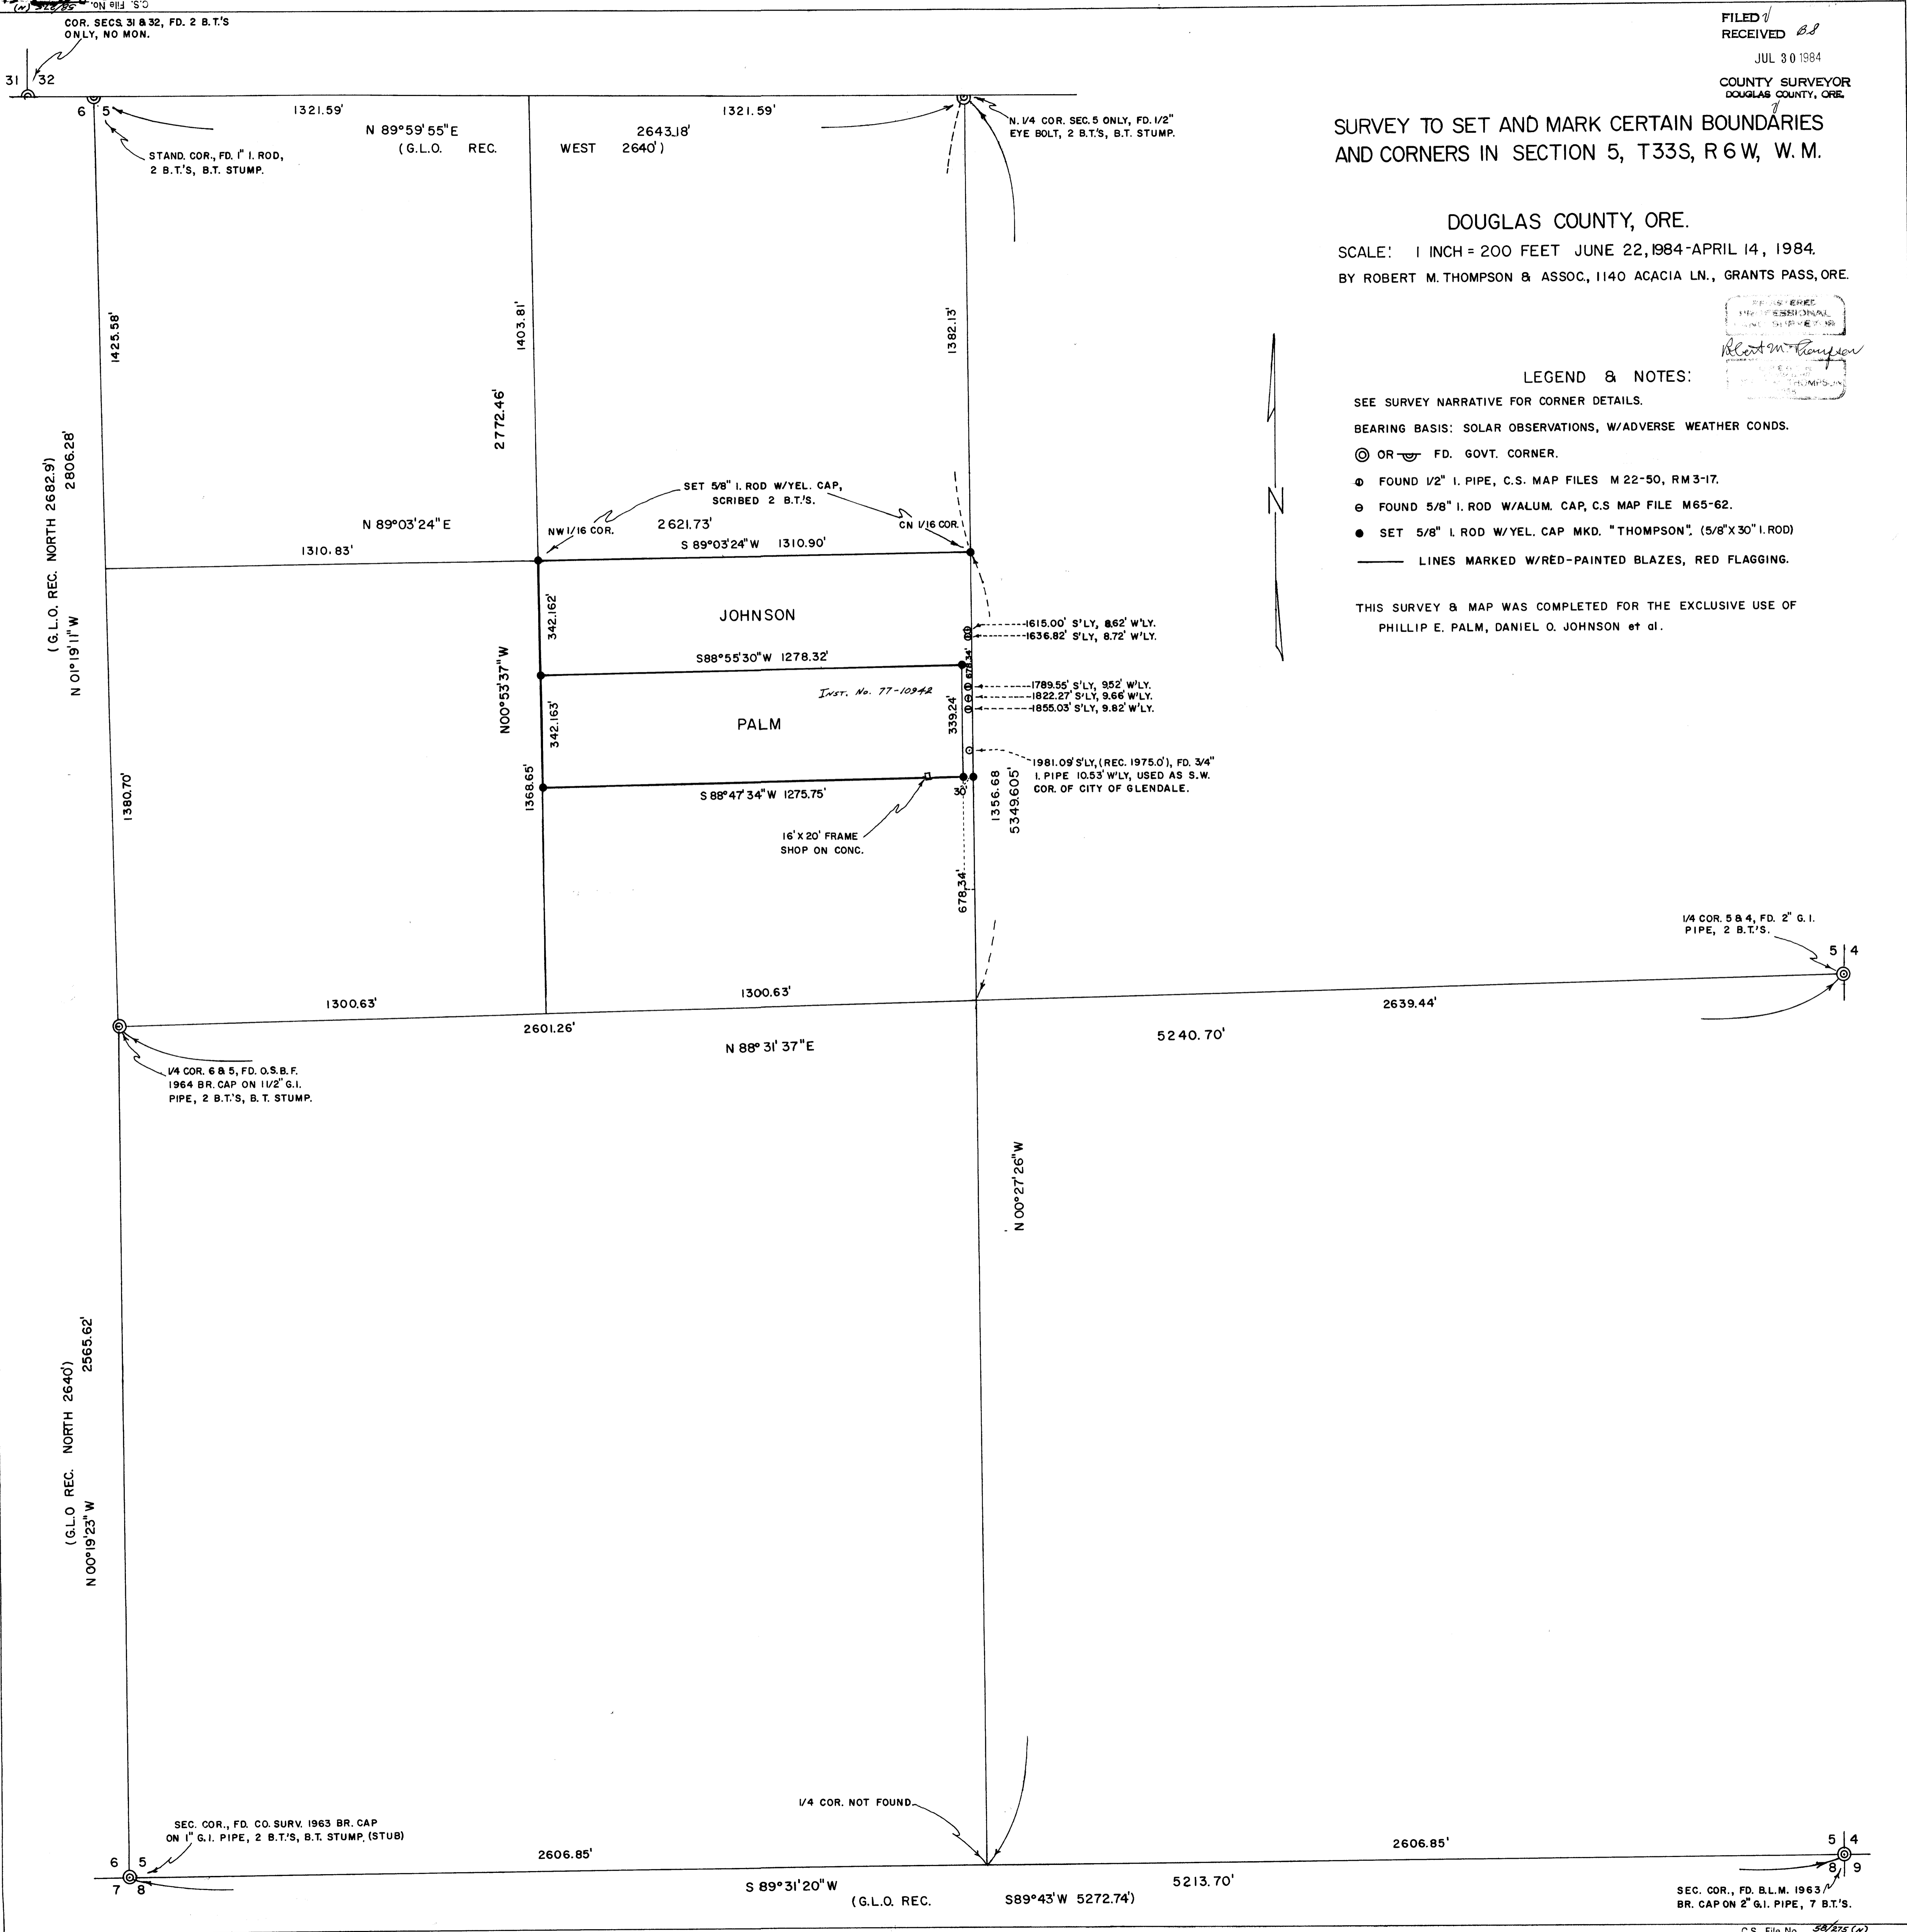 C.S. File No. 58/275 (N)
COR. SECS. 31 & 32, FD. 2 B.T.'S
ONLY, NO MON.
31 32
6 5
1321.59'
1321.59'
N 89°59'55"E
2643.18'
(G.L.O. REC. WEST 2640')
STAND. COR., FD. 1" I. ROD,
2 B.T.'S, B.T. STUMP.
N. 1/4 COR. SEC. 5 ONLY, FD. 1/2"
EYE BOLT, 2 B.T.'S, B.T. STUMP.
FILED
RECEIVED BS
JUL 30 1984
COUNTY SURVEYOR
DOUGLAS COUNTY, ORE.
SURVEY TO SET AND MARK CERTAIN BOUNDARIES
AND CORNERS IN SECTION 5, T33S, R6W, W.M.
DOUGLAS COUNTY, ORE.
SCALE: 1 INCH = 200 FEET JUNE 22, 1984-APRIL 14, 1984.
BY ROBERT M. THOMPSON & ASSOC., 1140 ACACIA LN., GRANTS PASS, ORE.
REGISTERED
PROFESSIONAL
LAND SURVEYOR
Robert M. Thompson
THOMPSON
LEGEND & NOTES:
SEE SURVEY NARRATIVE FOR CORNER DETAILS.
BEARING BASIS: SOLAR OBSERVATIONS, W/ADVERSE WEATHER CONDS.
OR FD. GOVT. CORNER.
FOUND 1/2" I. PIPE, C.S. MAP FILES M 22-50, RM 3-17.
FOUND 5/8" I. ROD W/ALUM. CAP, C.S MAP FILE M65-62.
SET 5/8" I. ROD W/YEL. CAP MKD. "THOMPSON". (5/8"X30" I. ROD)
LINES MARKED W/RED-PAINTED BLAZES, RED FLAGGING.
THIS SURVEY & MAP WAS COMPLETED FOR THE EXCLUSIVE USE OF
PHILLIP E. PALM, DANIEL O. JOHNSON et al.
N
1425.58'
1403.81'
1382.13'
2772.46'
(G.L.O. REC. NORTH 2682.9')
2806.28'
N 01°19'11"W
SET 5/8" I. ROD W/YEL. CAP,
SCRIBED 2 B.T.'S.
N 89°03'24"E
NW 1/16 COR.
2621.73'
CN 1/16 COR.
1310.83'
S 89°03'24"W 1310.90'
342.162'
JOHNSON
1615.00' S'LY, 8.62' W'LY.
1636.82' S'LY, 8.72' W'LY.
678.34'
S88°55'30"W 1278.32'
N00°53'37"W
INST. No. 77-10942
1789.55' S'LY, 9.52' W'LY.
1822.27' S'LY, 9.66' W'LY.
1855.03' S'LY, 9.82' W'LY.
342.163'
PALM
339.24'
1981.09' S'LY, (REC. 1975.0'), FD. 3/4"
I. PIPE 10.53' W'LY, USED AS S.W.
COR. OF CITY OF GLENDALE.
1380.70'
1368.65'
S 88°47'34"W 1275.75'
30'
1356.68
5349.605'
16' X 20' FRAME
SHOP ON CONC.
678.34'
1/4 COR. 5 & 4, FD. 2" G.I.
PIPE, 2 B.T.'S.
5 4
1300.63'
1300.63'
2639.44'
2601.26'
5240.70'
N 88°31'37"E
1/4 COR. 6 & 5, FD. O.S.B.F.
1964 BR. CAP ON 1 1/2" G.I.
PIPE, 2 B.T.'S, B.T. STUMP.
N 00°27'26"W
2565.62'
(G.L.O REC. NORTH 2640')
N 00°19'23"W
1/4 COR. NOT FOUND
SEC. COR., FD. CO. SURV. 1963 BR. CAP
ON 1" G.I. PIPE, 2 B.T.'S, B.T. STUMP. (STUB)
6 5
7 8
2606.85'
2606.85'
5 4
8 9
S 89°31'20"W
5213.70'
(G.L.O. REC. S89°43'W 5272.74')
SEC. COR., FD. B.L.M. 1963
BR. CAP ON 2" G.I. PIPE, 7 B.T.'S.
C.S. File No. 58/275 (N)